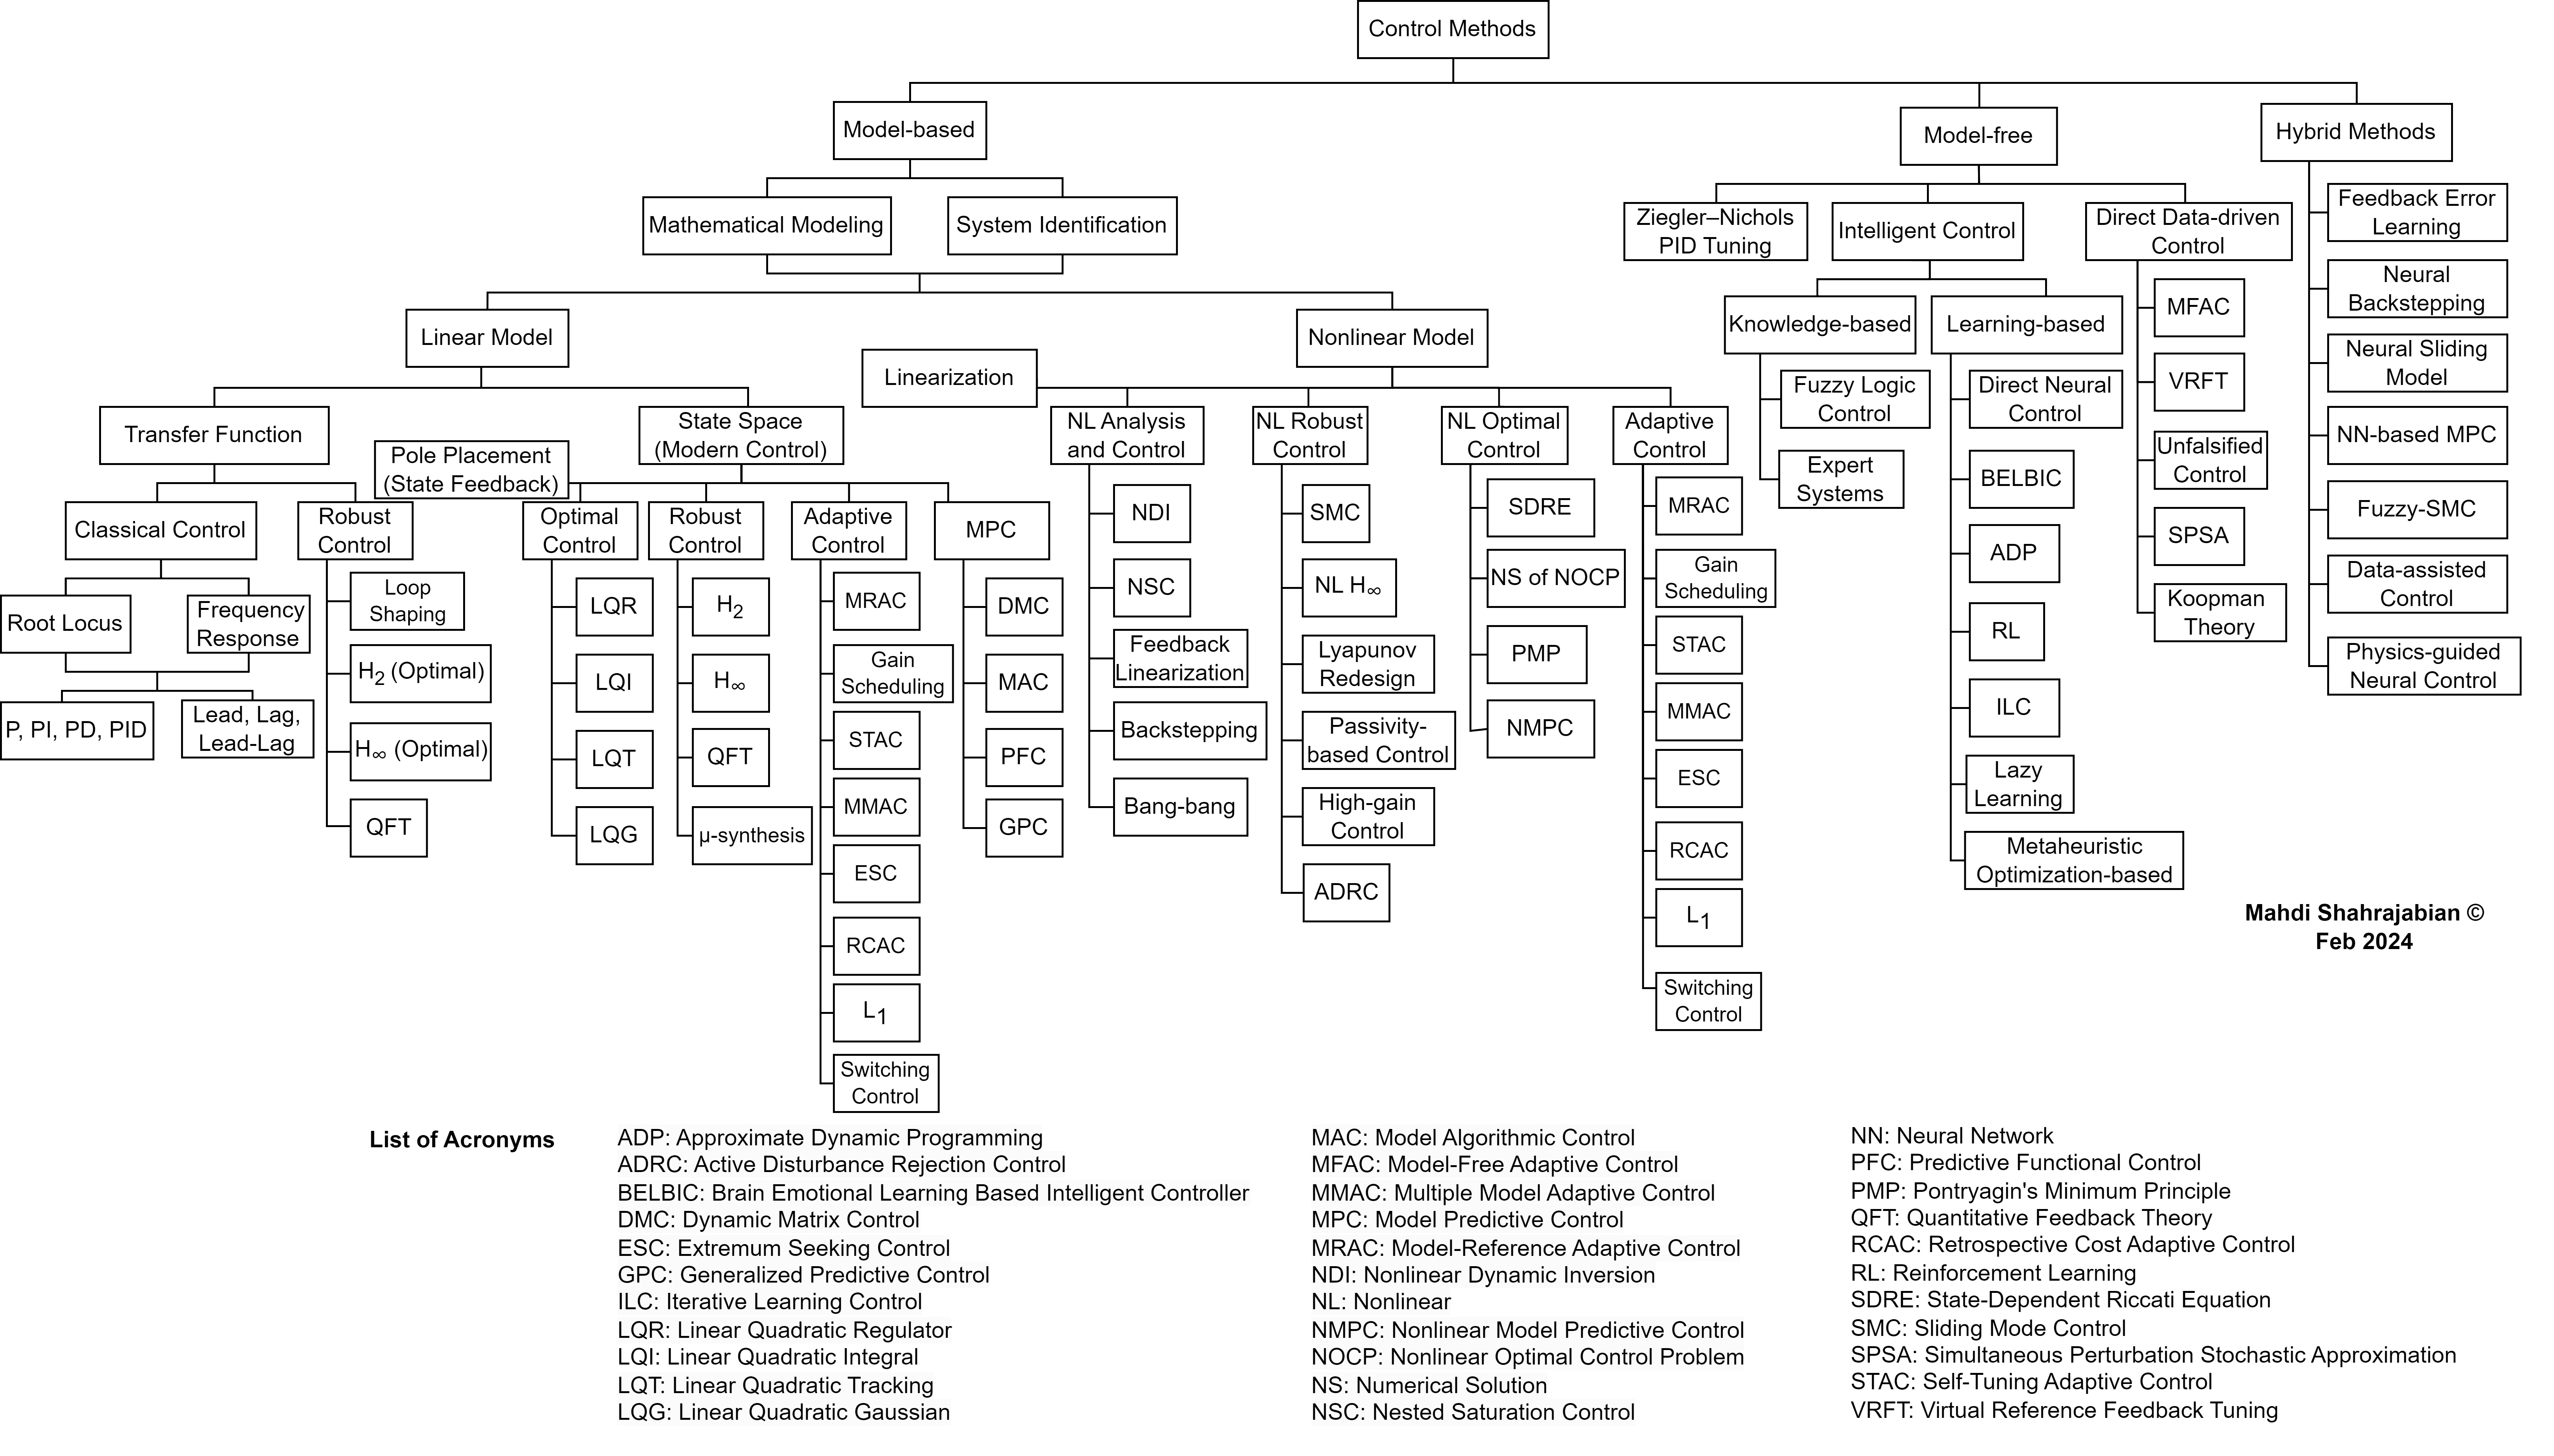 Control Methods
Model-based
Model-free
Hybrid Methods
Mathematical Modeling
System Identification
Ziegler–Nichols
PID Tuning
Intelligent Control
Direct Data-driven
Control
Feedback Error
Learning
Neural
Backstepping
Neural Sliding
Model
NN-based MPC
Fuzzy-SMC
Data-assisted
Control
Physics-guided
Neural Control
Linear Model
Nonlinear Model
Linearization
Knowledge-based
Learning-based
MFAC
VRFT
Unfalsified
Control
SPSA
Koopman
Theory
Fuzzy Logic
Control
Expert
Systems
Direct Neural
Control
BELBIC
ADP
RL
ILC
Lazy
Learning
Metaheuristic
Optimization-based
Transfer Function
State Space
(Modern Control)
Pole Placement
(State Feedback)
NL Analysis
and Control
NL Robust
Control
NL Optimal
Control
Adaptive
Control
Classical Control
Robust
Control
Optimal
Control
Robust
Control
Adaptive
Control
MPC
Root Locus
Frequency
Response
P, PI, PD, PID
Lead, Lag,
Lead-Lag
Loop
Shaping
H2 (Optimal)
H∞ (Optimal)
QFT
LQR
LQI
LQT
LQG
H2
H∞
QFT
μ-synthesis
MRAC
Gain
Scheduling
STAC
MMAC
ESC
RCAC
L1
Switching
Control
DMC
MAC
PFC
GPC
NDI
NSC
Feedback
Linearization
Backstepping
Bang-bang
SMC
NL H∞
Lyapunov
Redesign
Passivity-
based Control
High-gain
Control
ADRC
SDRE
NS of NOCP
PMP
NMPC
MRAC
Gain
Scheduling
STAC
MMAC
ESC
RCAC
L1
Switching
Control
Mahdi Shahrajabian ©
Feb 2024
List of Acronyms
ADP: Approximate Dynamic Programming
ADRC: Active Disturbance Rejection Control
BELBIC: Brain Emotional Learning Based Intelligent Controller
DMC: Dynamic Matrix Control
ESC: Extremum Seeking Control
GPC: Generalized Predictive Control
ILC: Iterative Learning Control
LQR: Linear Quadratic Regulator
LQI: Linear Quadratic Integral
LQT: Linear Quadratic Tracking
LQG: Linear Quadratic Gaussian
MAC: Model Algorithmic Control
MFAC: Model-Free Adaptive Control
MMAC: Multiple Model Adaptive Control
MPC: Model Predictive Control
MRAC: Model-Reference Adaptive Control
NDI: Nonlinear Dynamic Inversion
NL: Nonlinear
NMPC: Nonlinear Model Predictive Control
NOCP: Nonlinear Optimal Control Problem
NS: Numerical Solution
NSC: Nested Saturation Control
NN: Neural Network
PFC: Predictive Functional Control
PMP: Pontryagin's Minimum Principle
QFT: Quantitative Feedback Theory
RCAC: Retrospective Cost Adaptive Control
RL: Reinforcement Learning
SDRE: State-Dependent Riccati Equation
SMC: Sliding Mode Control
SPSA: Simultaneous Perturbation Stochastic Approximation
STAC: Self-Tuning Adaptive Control
VRFT: Virtual Reference Feedback Tuning